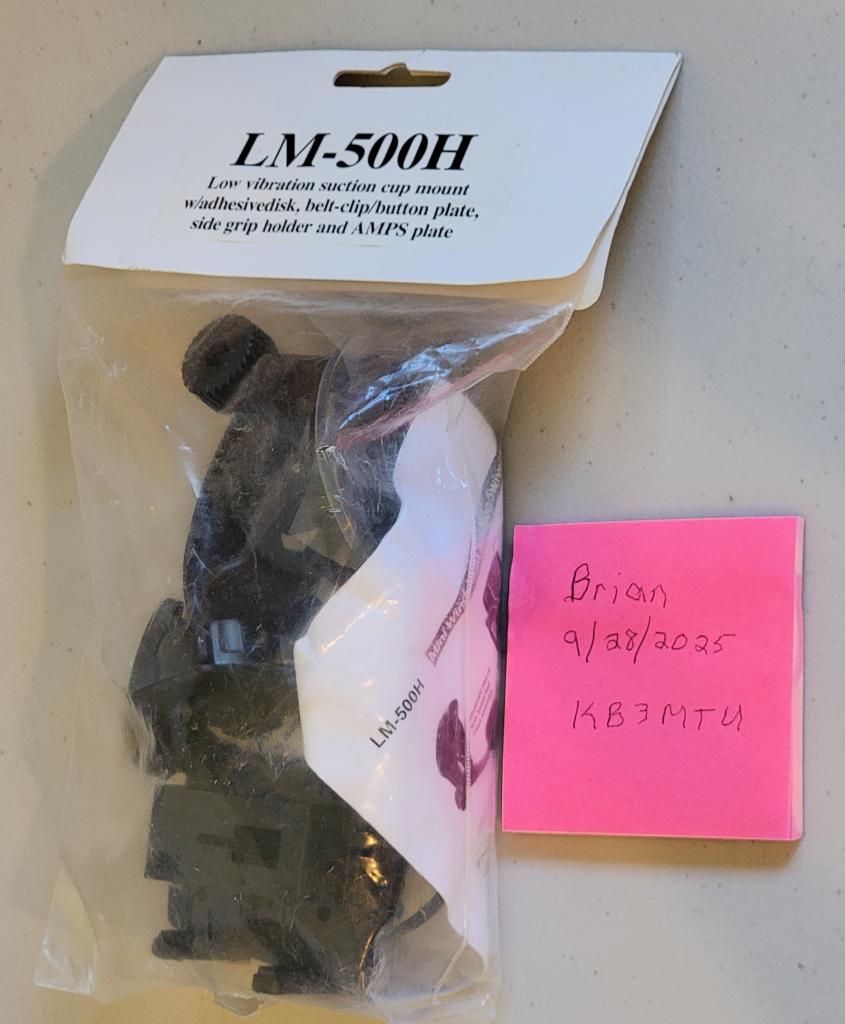 LM-500H
Low vibration suction cup mount
w/adhesivedisk, belt-clip/button plate,
side grip holder and AMPS plate
LM-500H
Brian
9/28/2025
KB3MTU